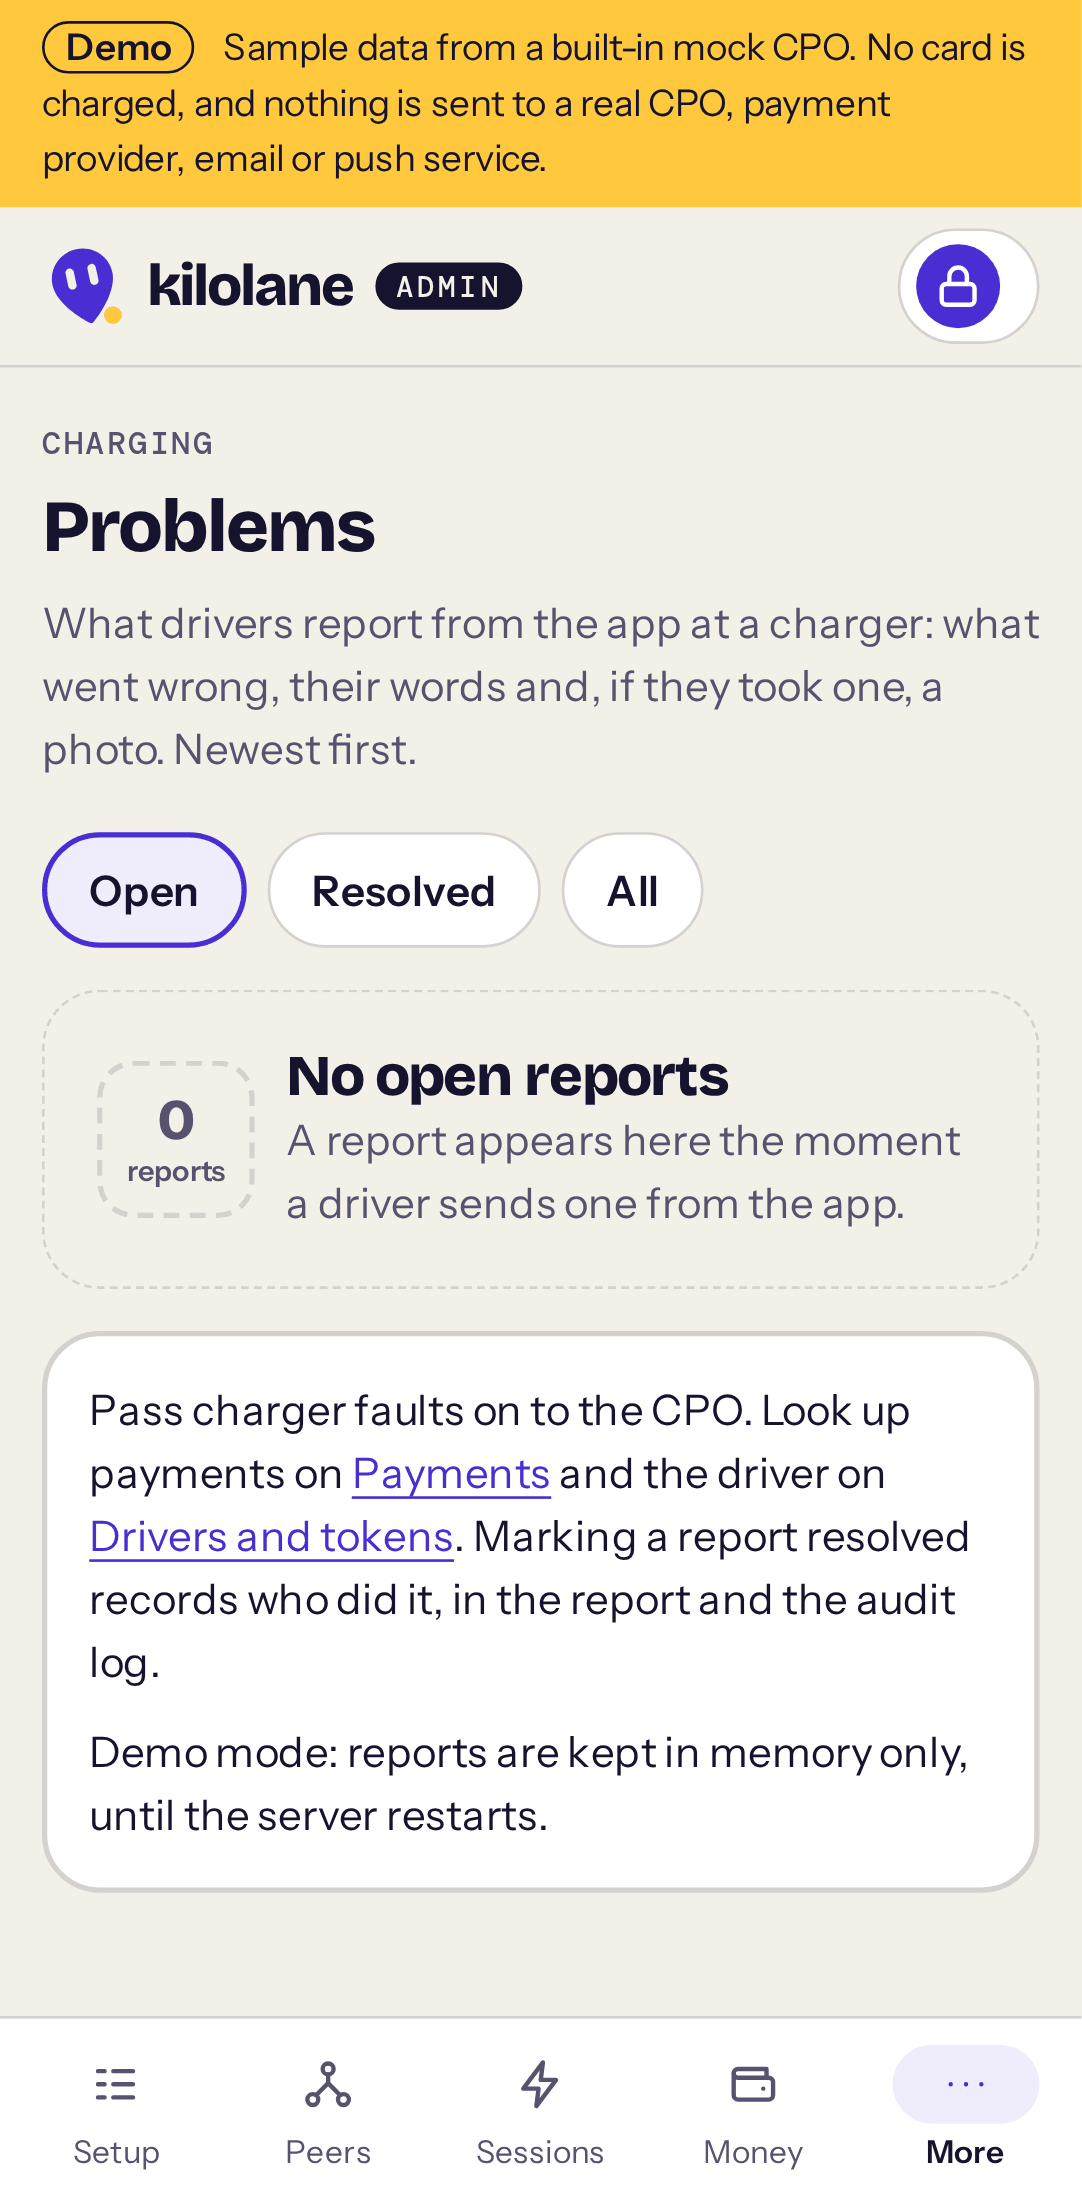 Demo Sample data from a built-in mock CPO. No card is
charged, and nothing is sent to a real CPO, payment
provider, email or push service.
kilolane ADMIN
CHARGING
Problems
What drivers report from the app at a charger: what
went wrong, their words and, if they took one, a
photo. Newest first.
Open Resolved All
No open reports
0
reports
A report appears here the moment
a driver sends one from the app.
Pass charger faults on to the CPO. Look up
payments on Payments and the driver on
Drivers and tokens. Marking a report resolved
records who did it, in the report and the audit
log.
Demo mode: reports are kept in memory only,
until the server restarts.
Setup Peers Sessions Money More